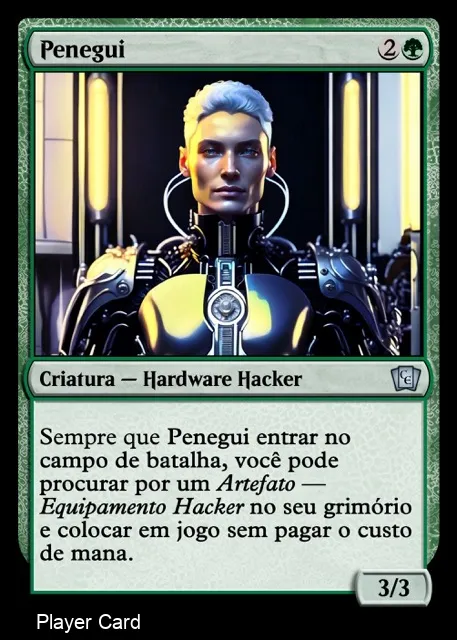 Penegui 2
Criatura — Hardware Hacker CE
Sempre que Penegui entrar no
campo de batalha, você pode
procurar por um Artefato —
Equipamento Hacker no seu grimório
e colocar em jogo sem pagar o custo
de mana.
3/3
Player Card